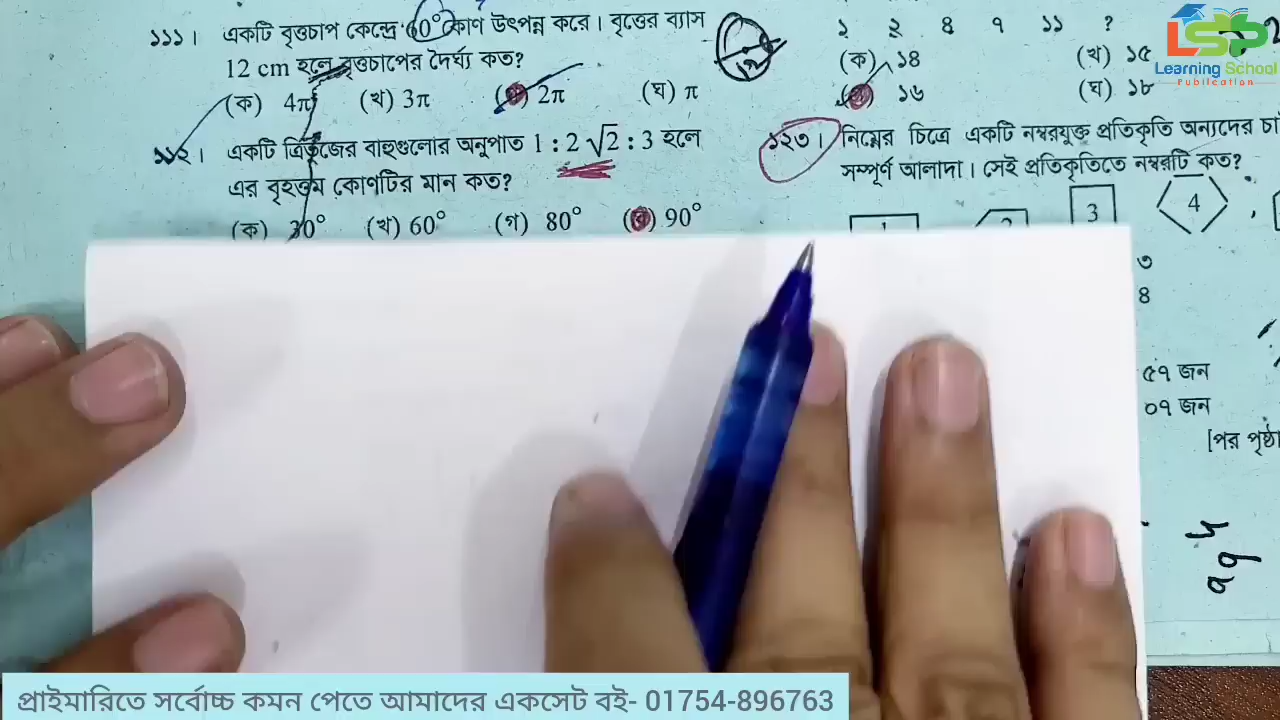 ১১১। একটি বৃত্তচাপ কেন্দ্রে 60° কোণ উৎপন্ন করে। বৃত্তের ব্যাস
12 cm হলে বৃত্তচাপের দৈর্ঘ্য কত?
(ক) 4π (খ) 3π 2π (ঘ) π
১১২। একটি ত্রিভুজের বাহুগুলোর অনুপাত 1 : 2√2 : 3 হলে
এর বৃহত্তম কোণটির মান কত?
(ক) 30° (খ) 60° (গ) 80° 90°
১ ২ ৪ ৭ ১১ ?
(ক) ১৪ (খ) ১৫
১৬ (ঘ) ১৮
১২৩। নিম্নের চিত্রে একটি নম্বরযুক্ত প্রতিকৃতি অন্যদের
সম্পূর্ণ আলাদা। সেই প্রতিকৃতিতে নম্বরটি কত?
3 4 ,
৩
৪
৫৭ জন
০৭ জন
[পর পৃষ্ঠা
LSP
Learning School
Publication
প্রাইমারিতে সর্বোচ্চ কমন পেতে আমাদের একসেট বই- 01754-896763